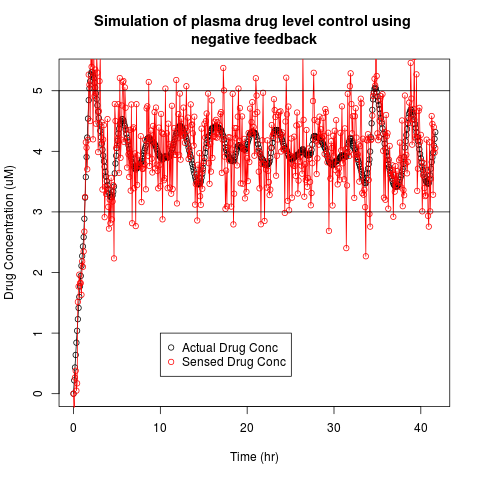 Simulation of plasma drug level control using
negative feedback
Drug Concentration (uM)
5
4
3
2
1
0
Actual Drug Conc
Sensed Drug Conc
0 10 20 30 40
Time (hr)